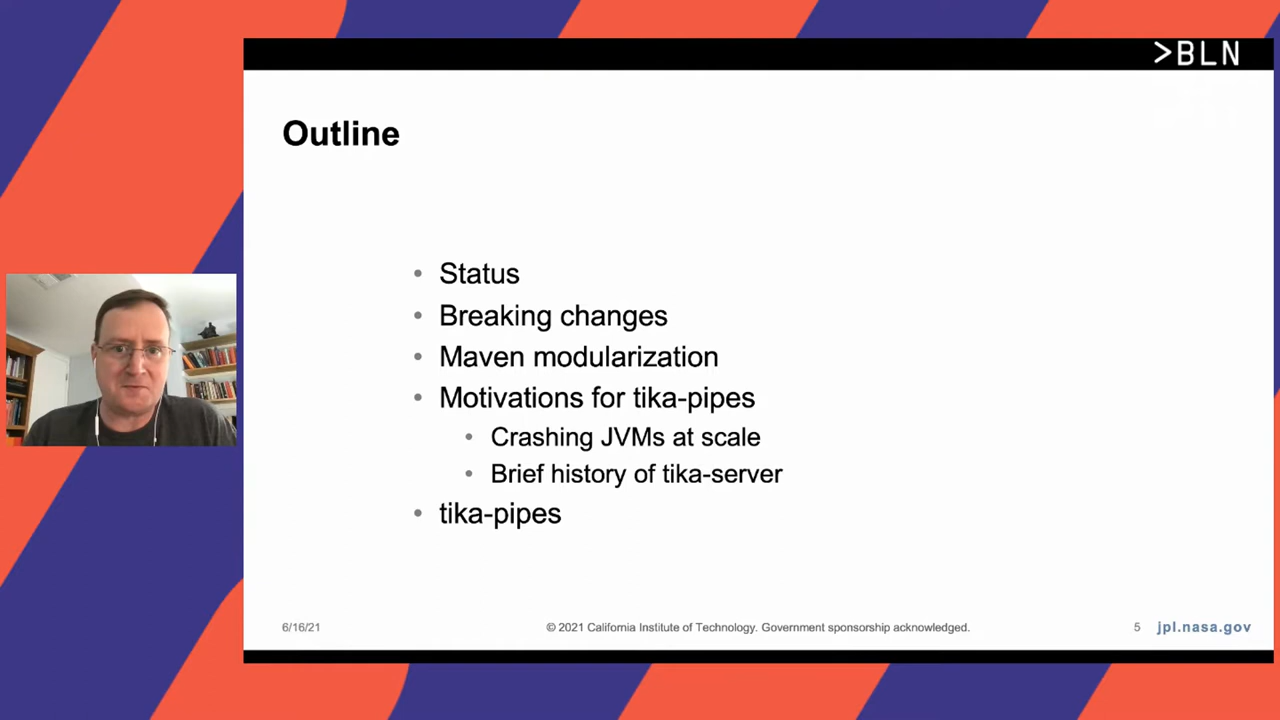 >BLN
Outline
• Status
• Breaking changes
• Maven modularization
• Motivations for tika-pipes
• Crashing JVMs at scale
• Brief history of tika-server
• tika-pipes
6/16/21
© 2021 California Institute of Technology. Government sponsorship acknowledged.
5
jpl.nasa.gov